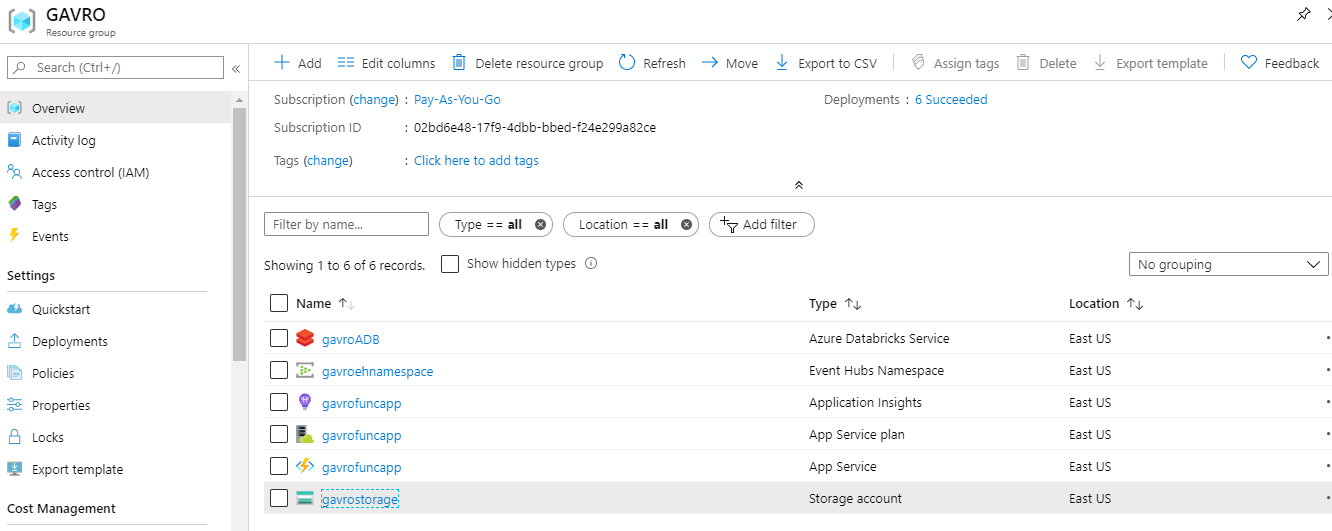 GAVRO
Resource group
Search (Ctrl+/)
«
Add Edit columns Delete resource group Refresh Move Export to CSV Assign tags Delete Export template Feedback
Overview
Activity log
Access control (IAM)
Tags
Events
Settings
Quickstart
Deployments
Policies
Properties
Locks
Export template
Cost Management
Subscription (change) : Pay-As-You-Go Deployments : 6 Succeeded
Subscription ID : 02bd6e48-17f9-4dbb-bbed-f24e299a82ce
Tags (change) : Click here to add tags
Filter by name... Type == all Location == all Add filter
Showing 1 to 6 of 6 records. Show hidden types No grouping
Name Type Location
gavroADB Azure Databricks Service East US
gavroehnamespace Event Hubs Namespace East US
gavrofuncapp Application Insights East US
gavrofuncapp App Service plan East US
gavrofuncapp App Service East US
gavrostorage Storage account East US